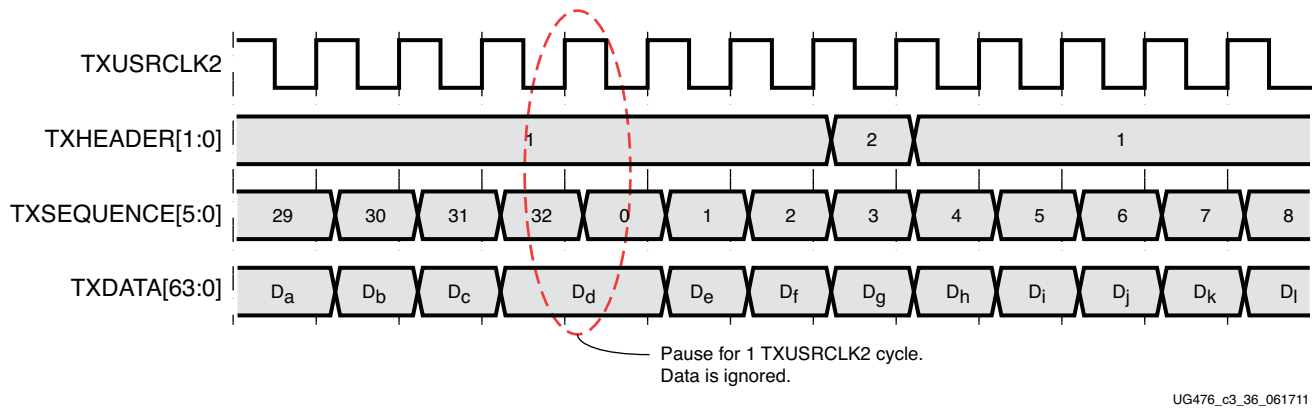 TXUSRCLK2
TXHEADER[1:0] 1 2 1
TXSEQUENCE[5:0] 29 30 31 32 0 1 2 3 4 5 6 7 8
TXDATA[63:0] Da Db Dc Dd De Df Dg Dh Di Dj Dk Dl
Pause for 1 TXUSRCLK2 cycle.
Data is ignored.
UG476_c3_36_061711